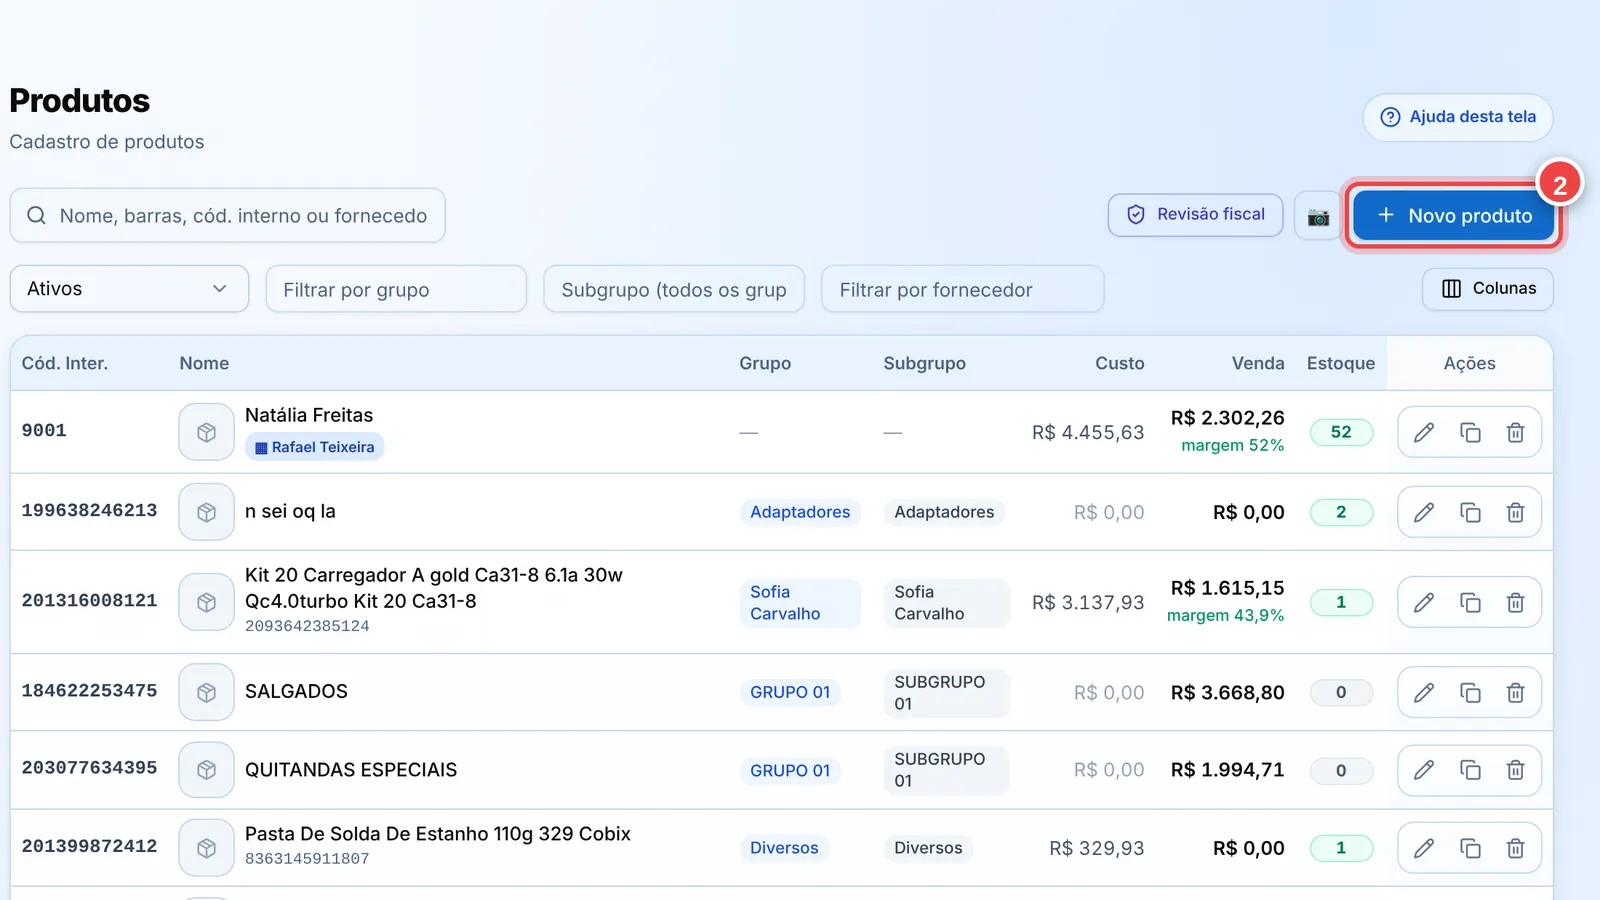 Produtos
Cadastro de produtos
Ajuda desta tela
2
Nome, barras, cód. interno ou fornecedo
Revisão fiscal
Novo produto
Ativos
Filtrar por grupo
Subgrupo (todos os grup
Filtrar por fornecedor
Colunas
Cód. Inter. Nome Grupo Subgrupo Custo Venda Estoque Ações
9001 Natália Freitas — — R$ 4.455,63 R$ 2.302,26 52
Rafael Teixeira margem 52%
199638246213 n sei oq la Adaptadores Adaptadores R$ 0,00 R$ 0,00 2
Kit 20 Carregador A gold Ca31-8 6.1a 30w Sofia Sofia R$ 1.615,15
201316008121 Qc4.0turbo Kit 20 Ca31-8 Carvalho Carvalho R$ 3.137,93 margem 43,9% 1
2093642385124
184622253475 SALGADOS GRUPO 01 SUBGRUPO R$ 0,00 R$ 3.668,80 0
01
203077634395 QUITANDAS ESPECIAIS GRUPO 01 SUBGRUPO R$ 0,00 R$ 1.994,71 0
01
201399872412 Pasta De Solda De Estanho 110g 329 Cobix Diversos Diversos R$ 329,93 R$ 0,00 1
8363145911807